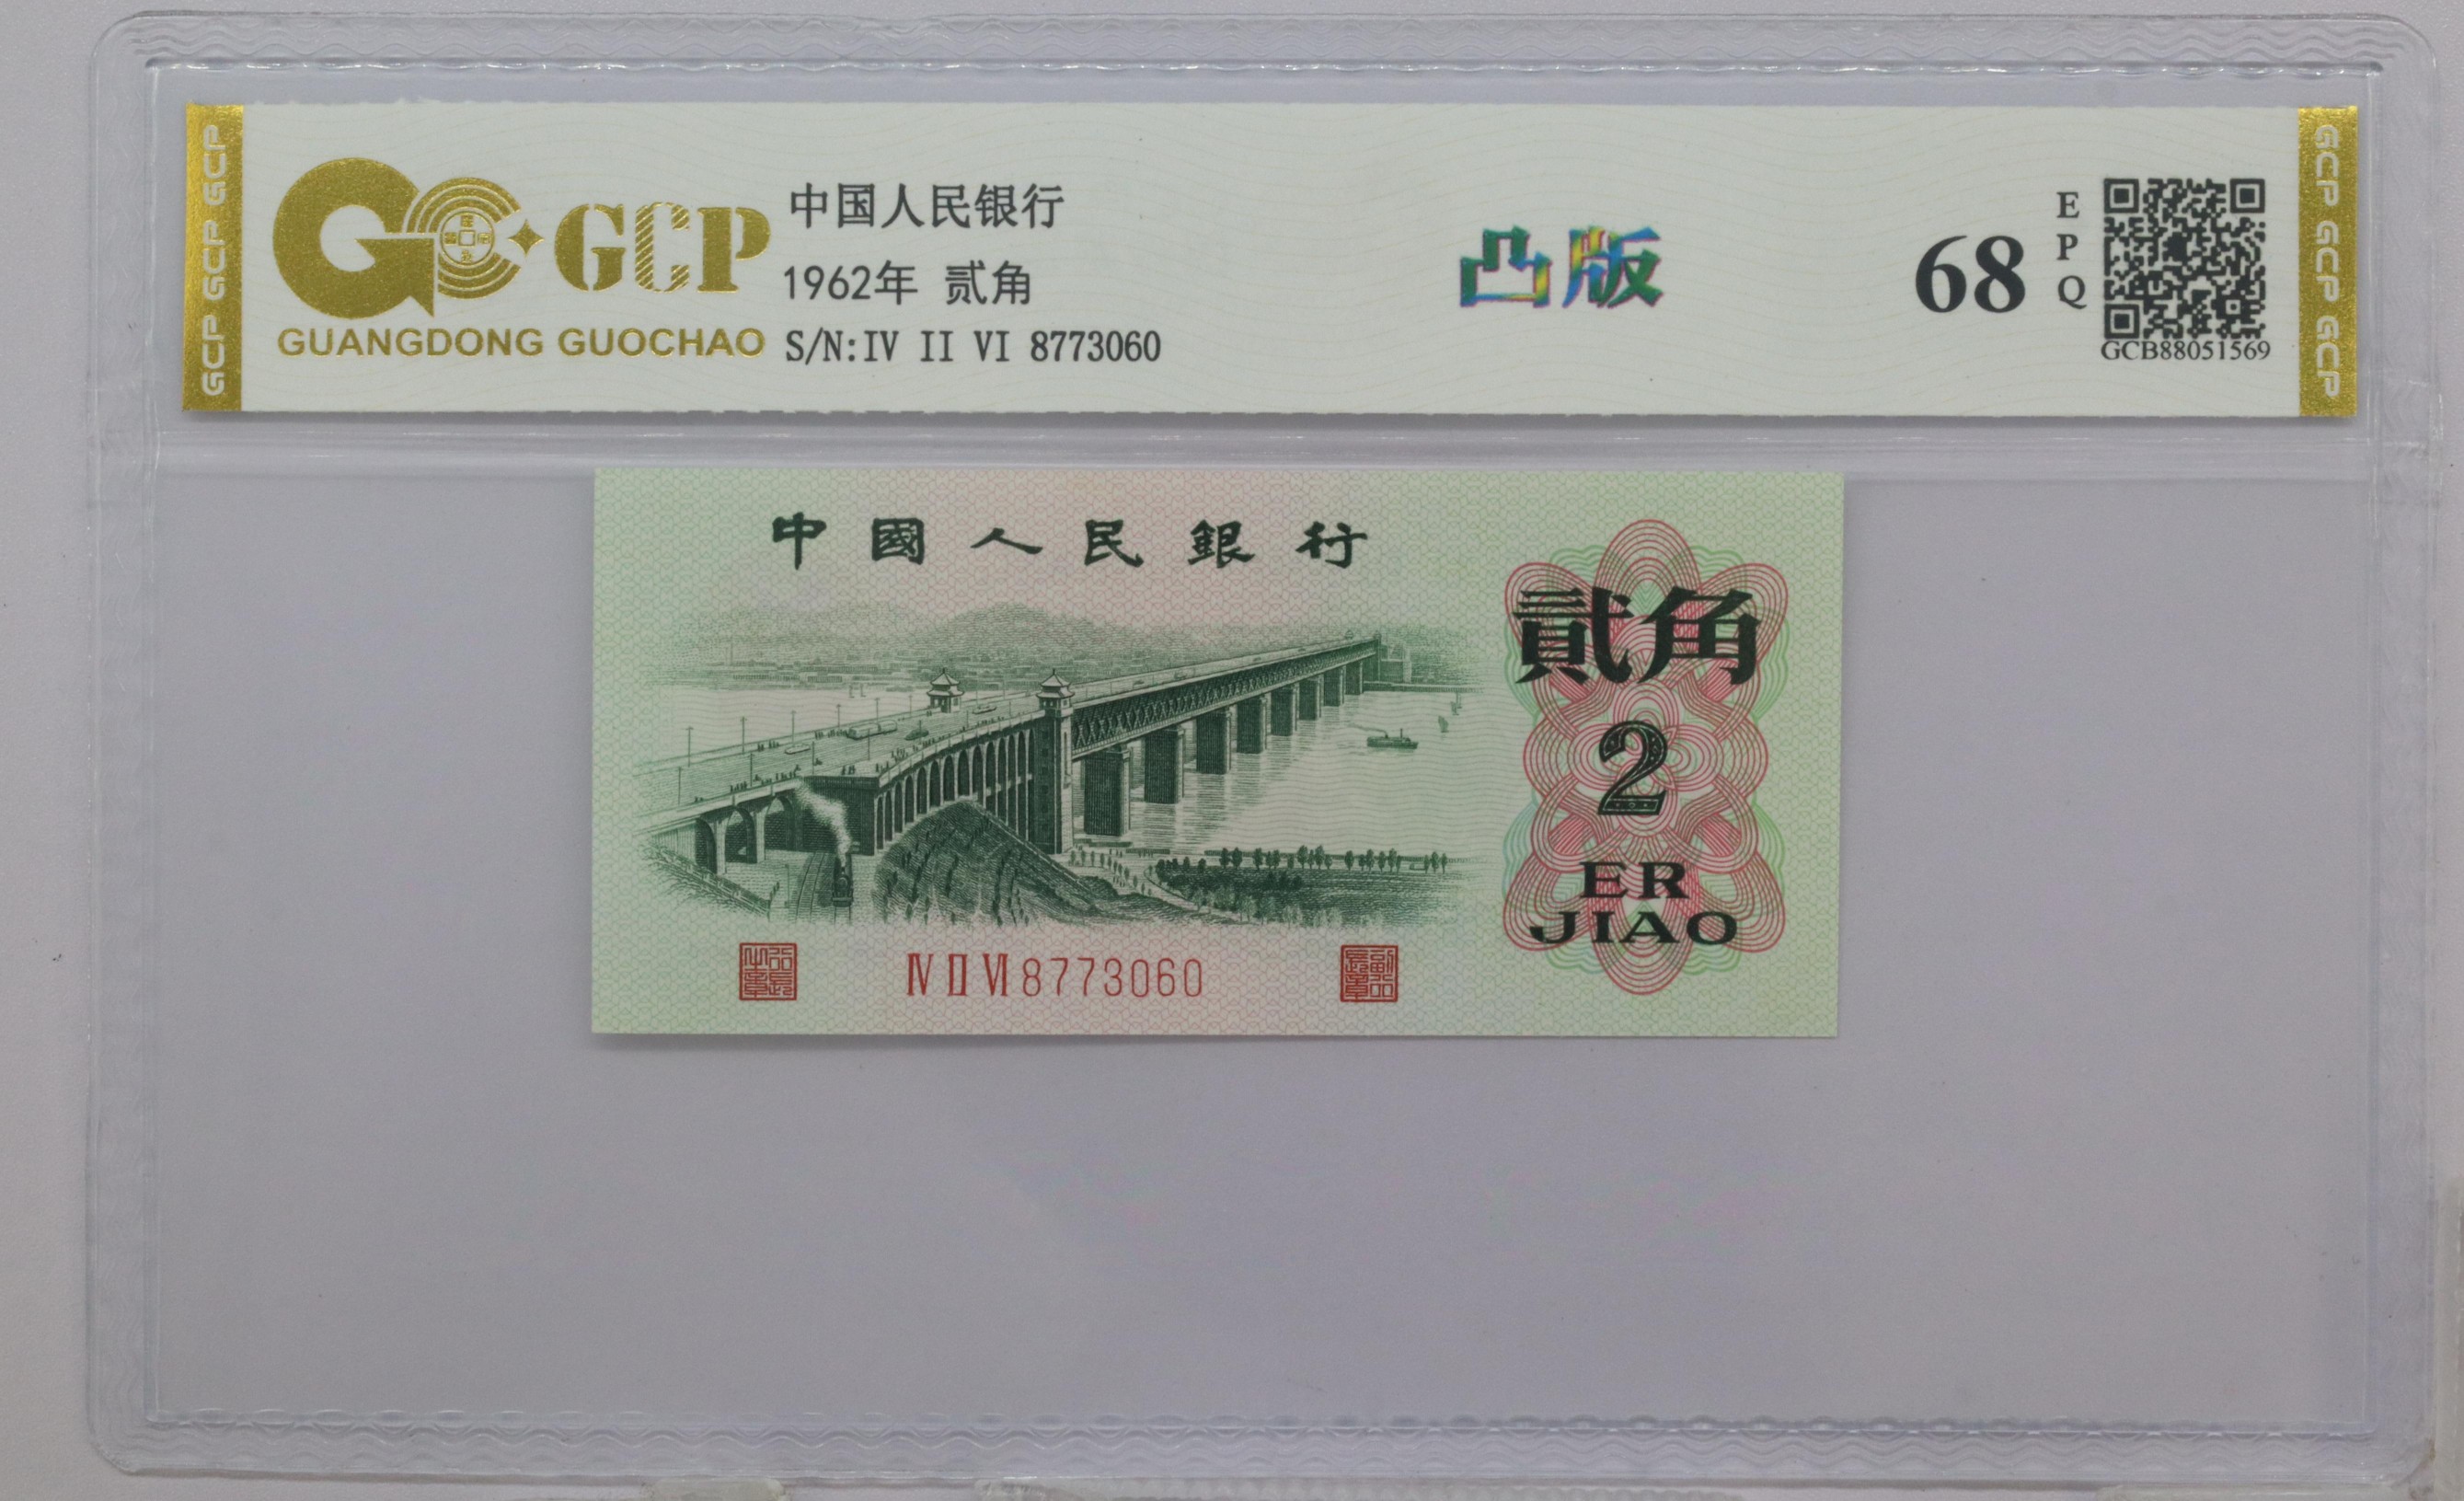 GCP GCP GCP
GCP
GUANGDONG GUOCHAO
中国人民银行
1962年 贰角
S/N:IV II VI 8773060
凸版
68
EPQ
GCB88051569
GCP GCP GCP
中國人民銀行
貳角
2
ER
JIAO
Ⅳ Ⅱ Ⅵ 8773060